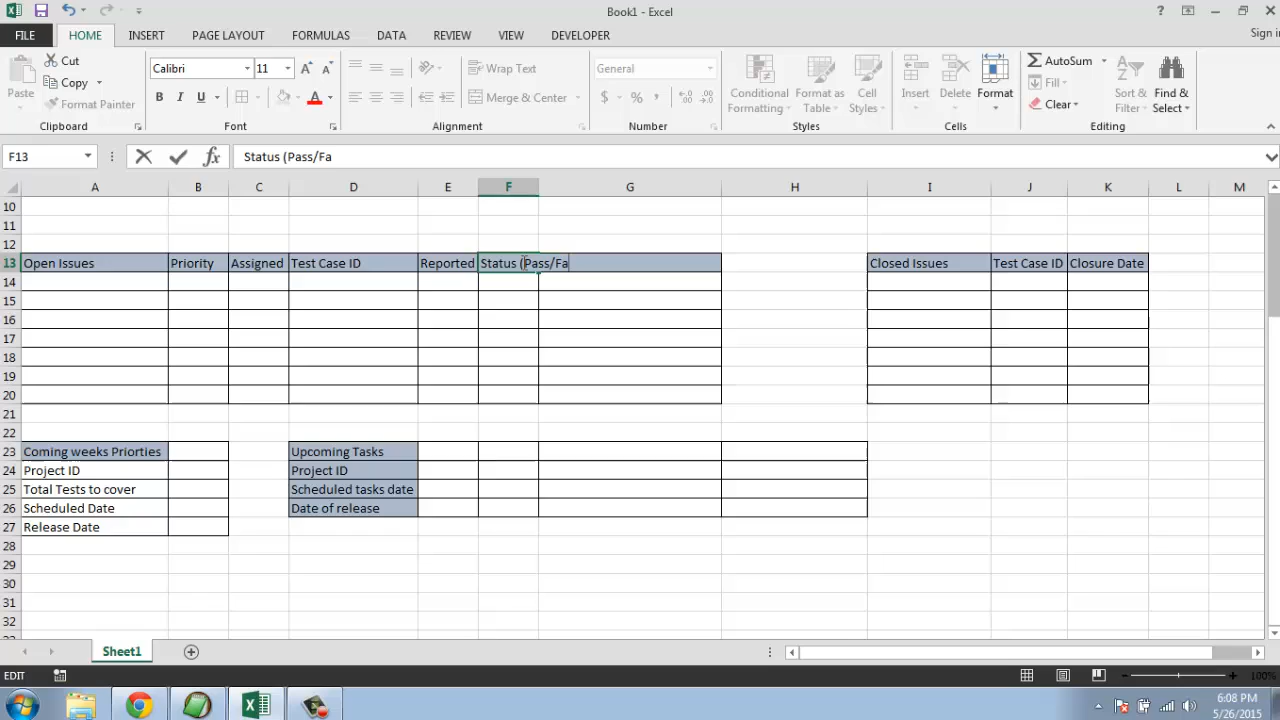 Book1 - Excel
Sign i
FILE HOME INSERT PAGE LAYOUT FORMULAS DATA REVIEW VIEW DEVELOPER
Paste
Cut
Copy
Format Painter
Clipboard
Calibri 11
B I U A
Font
Wrap Text
Merge & Center
Alignment
General
$ % ,
Number
Conditional Formatting
Format as Table
Cell Styles
Styles
Insert Delete Format
Cells
AutoSum
Fill
Clear
Sort & Filter
Find & Select
Editing
F13 fx Status (Pass/Fa
A B C D E F G H I J K L M
10
11
12
13 Open Issues Priority Assigned Test Case ID Reported Status (Pass/Fa Closed Issues Test Case ID Closure Date
14
15
16
17
18
19
20
21
22
23 Coming weeks Priorties Upcoming Tasks
24 Project ID Project ID
25 Total Tests to cover Scheduled tasks date
26 Scheduled Date Date of release
27 Release Date
28
29
30
31
32
Sheet1
EDIT 100%
6:08 PM
5/26/2015